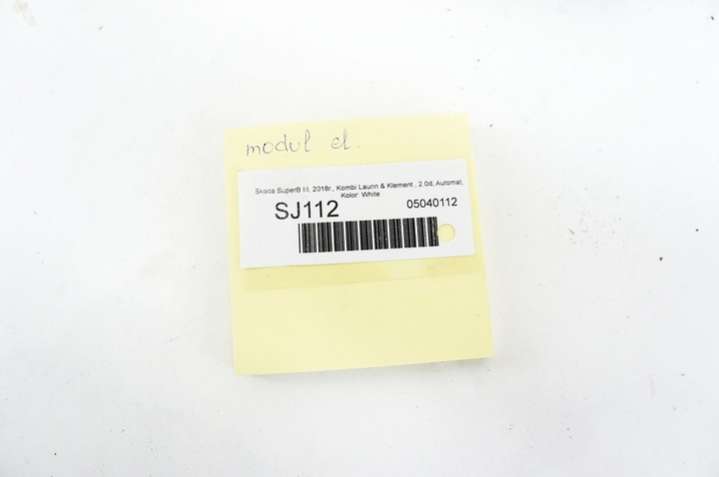 modul el.
Skoda SuperB III, 2018r., Kombi Laurin & Klement , 2.0d, Automat,
Kolor: White
SJ112
05040112